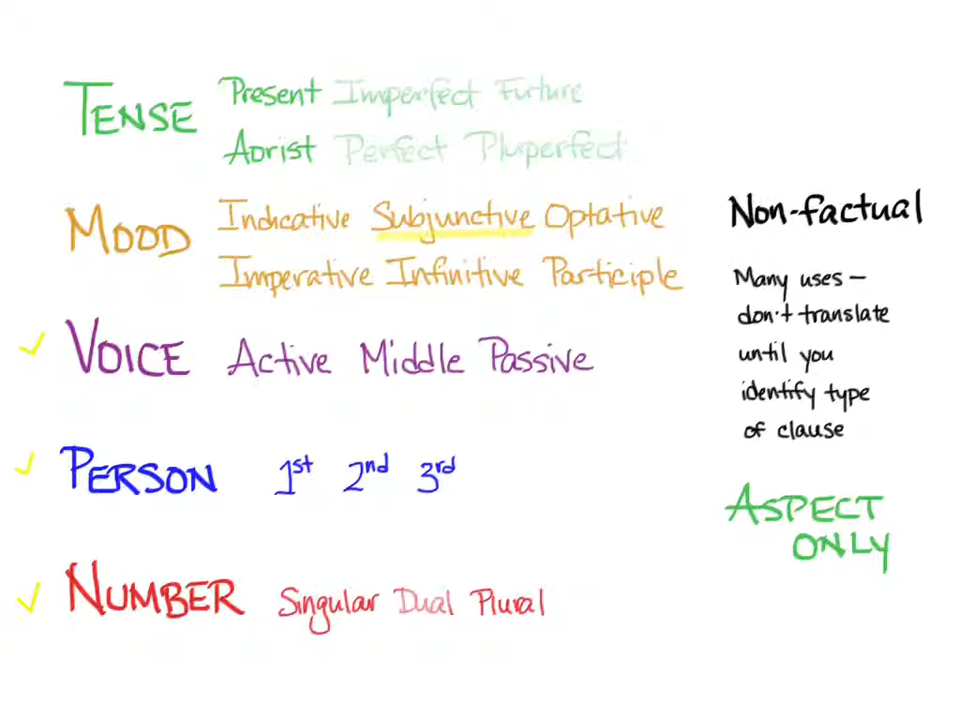 TENSE Present Imperfect Future
Aorist Perfect Pluperfect
MOOD Indicative Subjunctive Optative
Imperative Infinitive Participle
VOICE Active Middle Passive
PERSON 1st 2nd 3rd
NUMBER Singular Dual Plural
Non-factual
Many uses –
don't translate
until you
identify type
of clause
ASPECT
ONLY